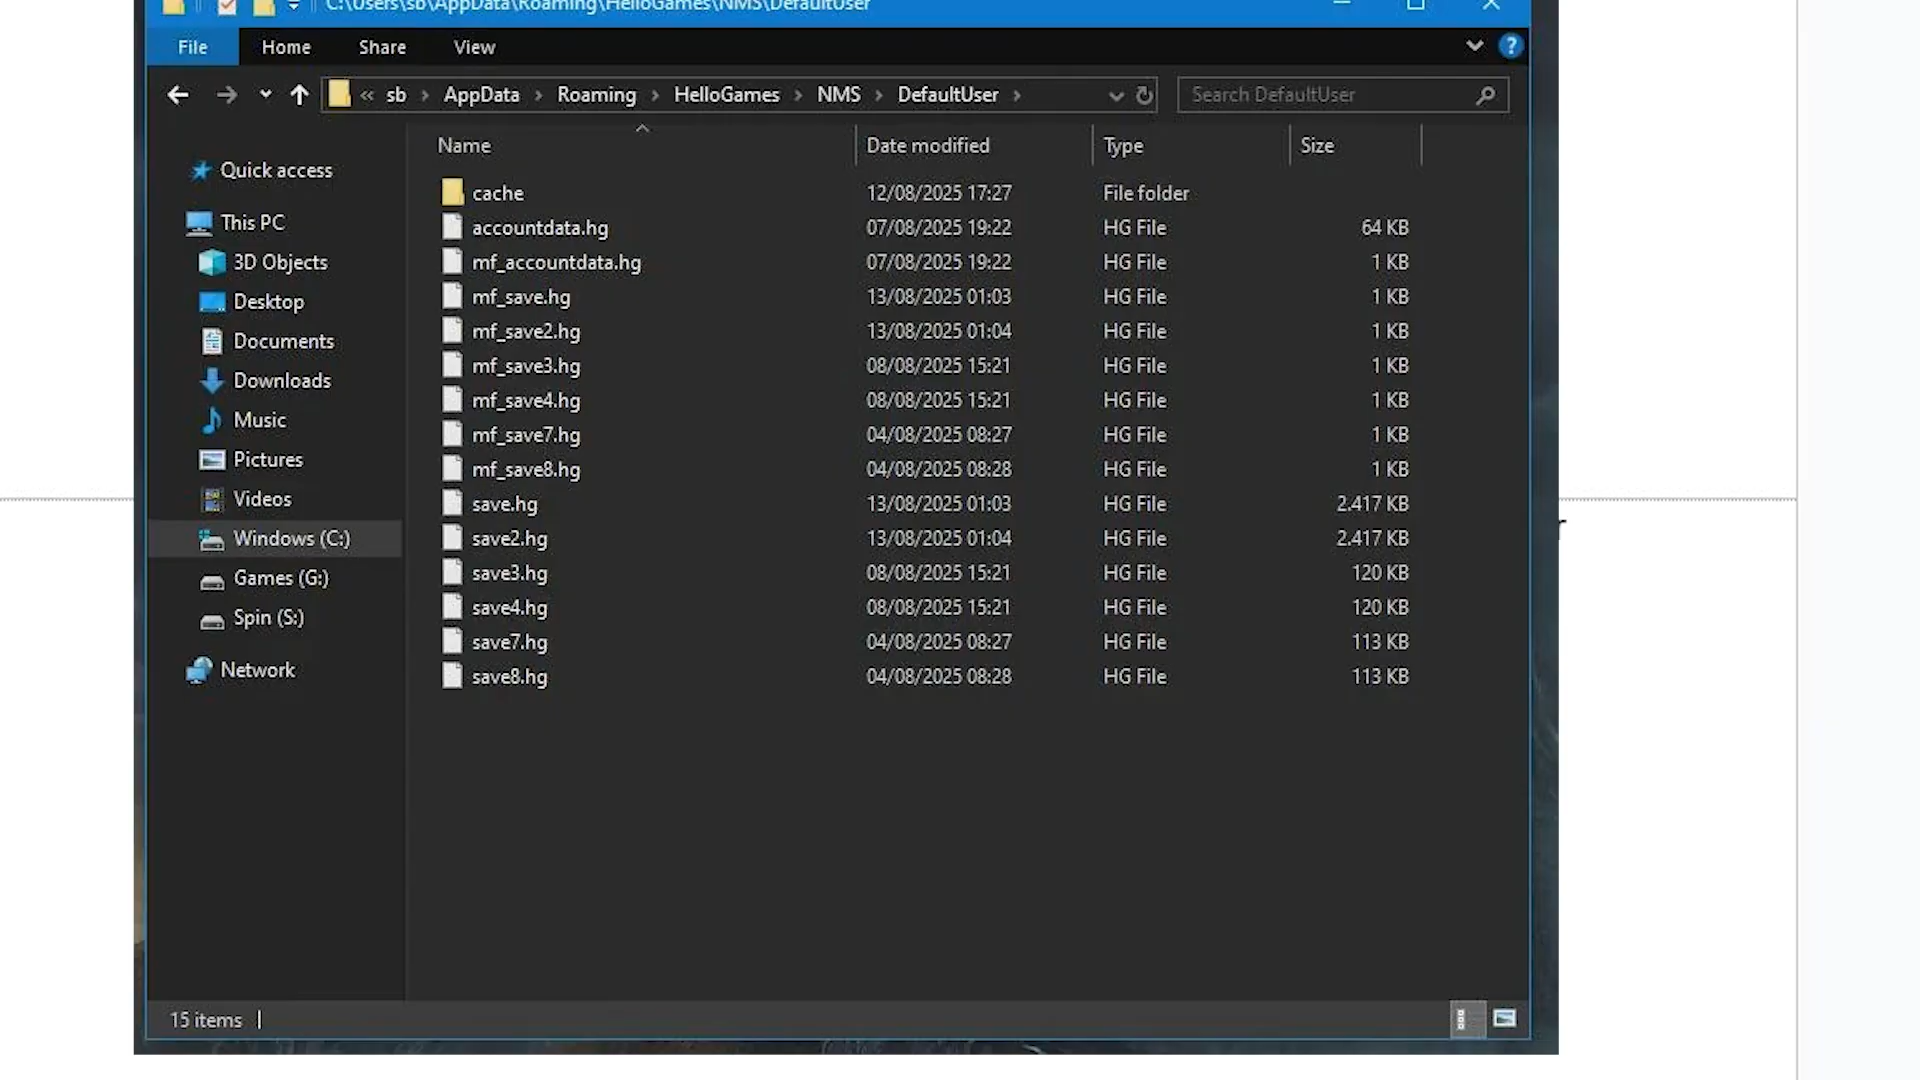 C:\Users\sb\AppData\Roaming\HelloGames\NMS\DefaultUser
File Home Share View
?
« sb > AppData > Roaming > HelloGames > NMS > DefaultUser >
Search DefaultUser
Name Date modified Type Size
Quick access
This PC
3D Objects
Desktop
Documents
Downloads
Music
Pictures
Videos
Windows (C:)
Games (G:)
Spin (S:)
Network
cache 12/08/2025 17:27 File folder
accountdata.hg 07/08/2025 19:22 HG File 64 KB
mf_accountdata.hg 07/08/2025 19:22 HG File 1 KB
mf_save.hg 13/08/2025 01:03 HG File 1 KB
mf_save2.hg 13/08/2025 01:04 HG File 1 KB
mf_save3.hg 08/08/2025 15:21 HG File 1 KB
mf_save4.hg 08/08/2025 15:21 HG File 1 KB
mf_save7.hg 04/08/2025 08:27 HG File 1 KB
mf_save8.hg 04/08/2025 08:28 HG File 1 KB
save.hg 13/08/2025 01:03 HG File 2.417 KB
save2.hg 13/08/2025 01:04 HG File 2.417 KB
save3.hg 08/08/2025 15:21 HG File 120 KB
save4.hg 08/08/2025 15:21 HG File 120 KB
save7.hg 04/08/2025 08:27 HG File 113 KB
save8.hg 04/08/2025 08:28 HG File 113 KB
15 items